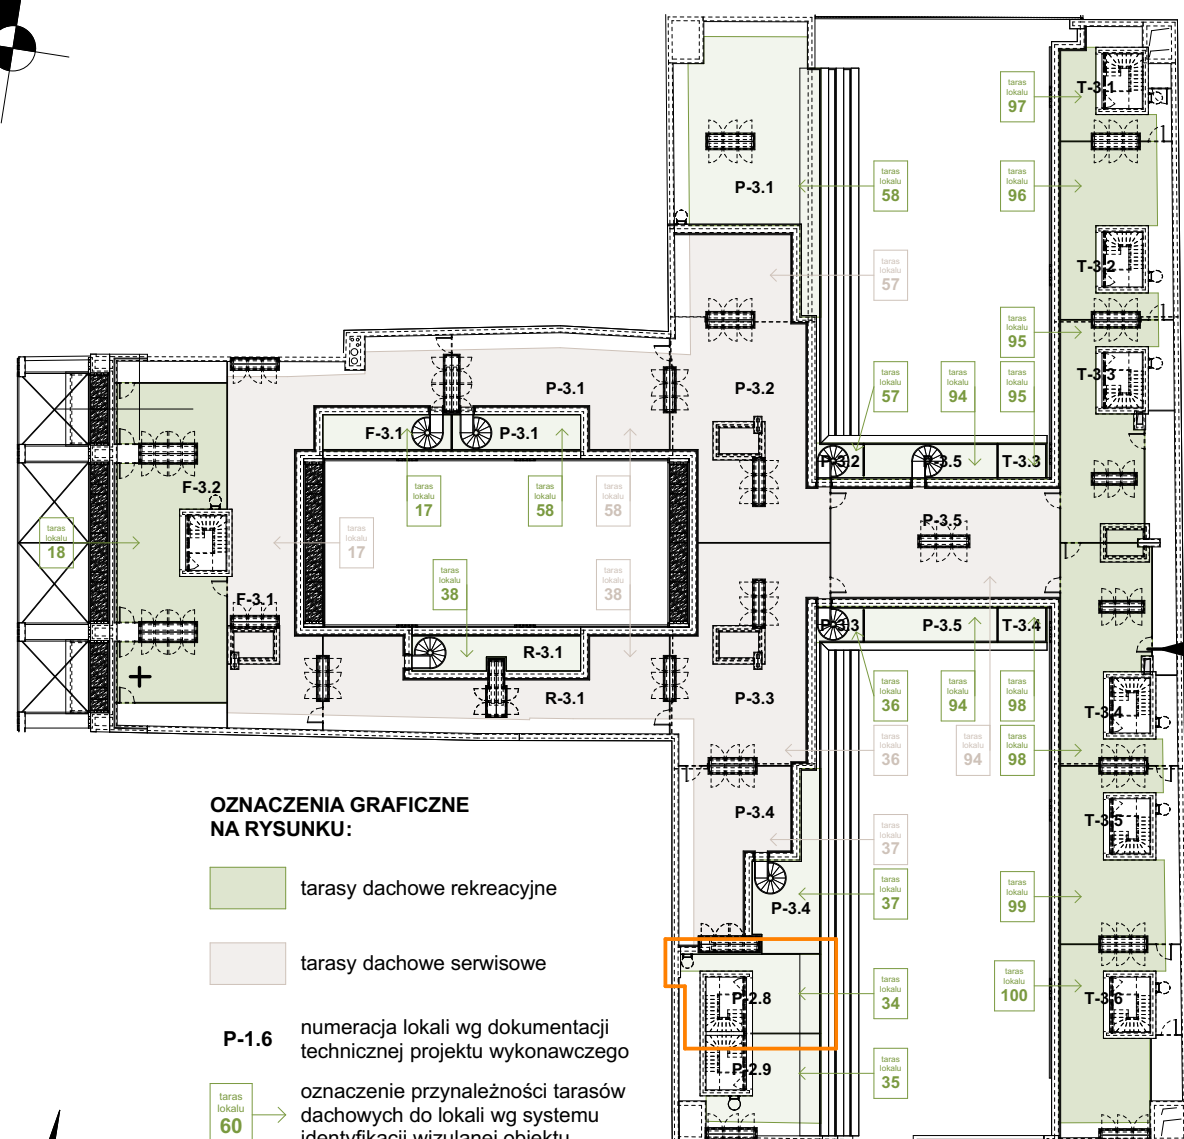 T-3.1
taras
lokalu
97
P-3.1
taras
lokalu
58
taras
lokalu
96
T-3.2
taras
lokalu
57
taras
lokalu
95
T-3.3
P-3.1
P-3.2
taras
lokalu
57
taras
lokalu
94
taras
lokalu
95
F-3.1
P-3.1
P-3.2
P-3.5
T-3.3
F-3.2
taras
lokalu
17
taras
lokalu
58
taras
lokalu
58
P-3.5
taras
lokalu
18
taras
lokalu
17
taras
lokalu
38
taras
lokalu
38
F-3.1
P-3.3
P-3.5
T-3.4
R-3.1
R-3.1
P-3.3
taras
lokalu
36
taras
lokalu
94
taras
lokalu
98
T-3.4
taras
lokalu
36
taras
lokalu
94
taras
lokalu
98
P-3.4
T-3.5
taras
lokalu
37
P-3.4
taras
lokalu
37
taras
lokalu
99
P-2.8
taras
lokalu
34
taras
lokalu
100
T-3.6
P-2.9
taras
lokalu
35
OZNACZENIA GRAFICZNE
NA RYSUNKU:
tarasy dachowe rekreacyjne
tarasy dachowe serwisowe
P-1.6
numeracja lokali wg dokumentacji
technicznej projektu wykonawczego
taras
lokalu
60
oznaczenie przynależności tarasów
dachowych do lokali wg systemu
identyfikacji wizulanej obiektu